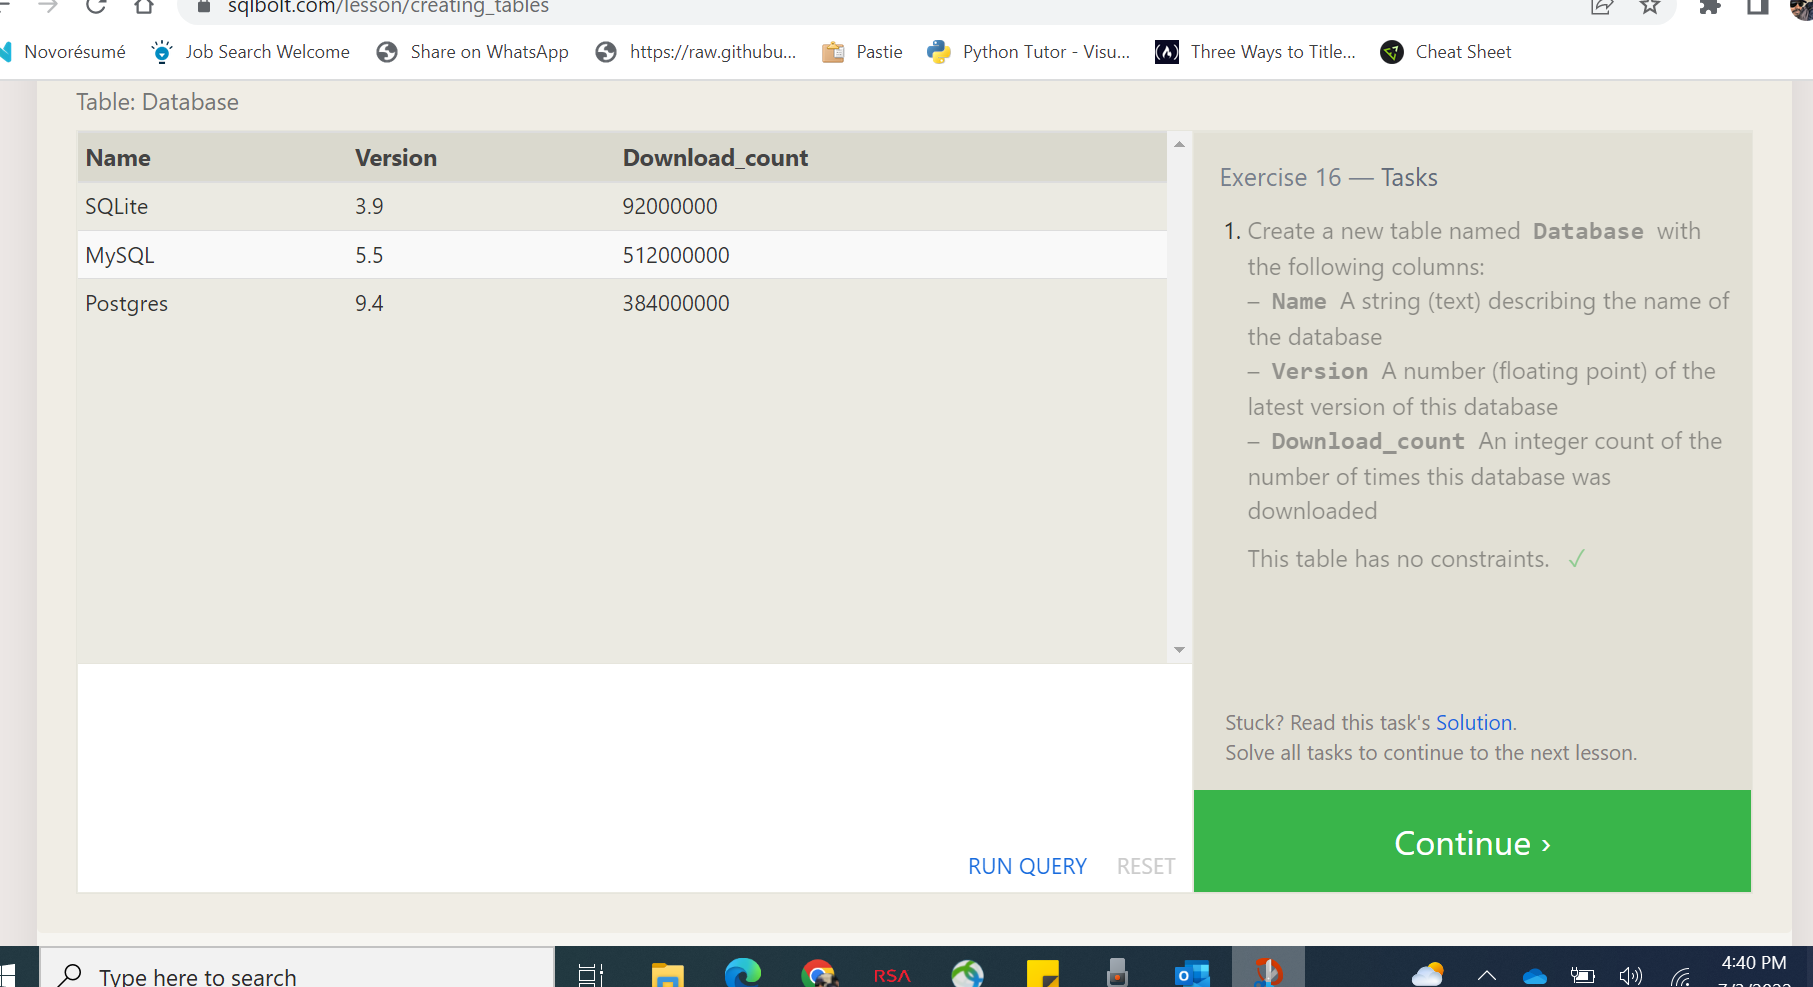 sqlbolt.com/lesson/creating_tables
Novorésumé Job Search Welcome Share on WhatsApp https://raw.githubu... Pastie Python Tutor - Visu... Three Ways to Title... Cheat Sheet
Table: Database
Name Version Download_count
SQLite 3.9 92000000
MySQL 5.5 512000000
Postgres 9.4 384000000
RUN QUERY RESET
Exercise 16 — Tasks
1. Create a new table named Database with
the following columns:
– Name A string (text) describing the name of
the database
– Version A number (floating point) of the
latest version of this database
– Download_count An integer count of the
number of times this database was
downloaded
This table has no constraints. ✓
Stuck? Read this task's Solution.
Solve all tasks to continue to the next lesson.
Continue ›
Type here to search
RSA
4:40 PM